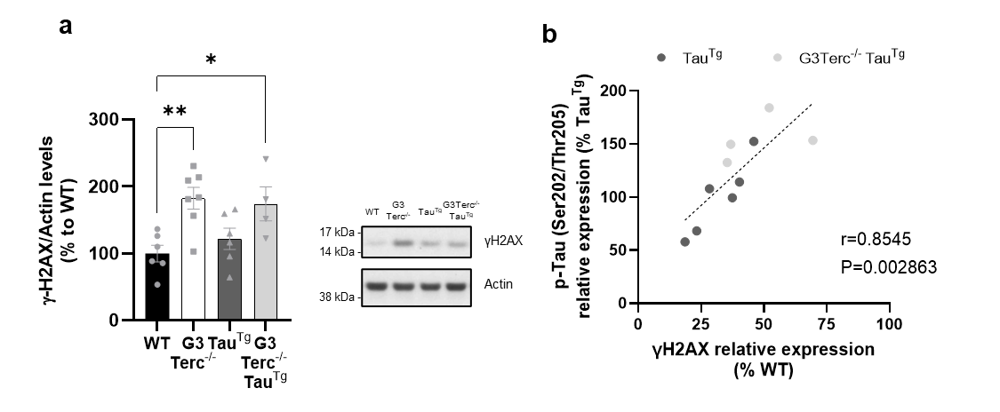 a
*
**
300
200
100
0
γ-H2AX/Actin levels
(% to WT)
WT
G3
Terc-/-
TauTg
G3
Terc-/-
TauTg
WT
G3
Terc-/-
TauTg
G3Terc-/-
TauTg
17 kDa
14 kDa
γH2AX
38 kDa
Actin
b
TauTg
G3Terc-/- TauTg
p-Tau (Ser202/Thr205)
relative expression (% TauTg)
200
150
100
50
0
r=0.8545
P=0.002863
0
25
50
75
100
γH2AX relative expression
(% WT)